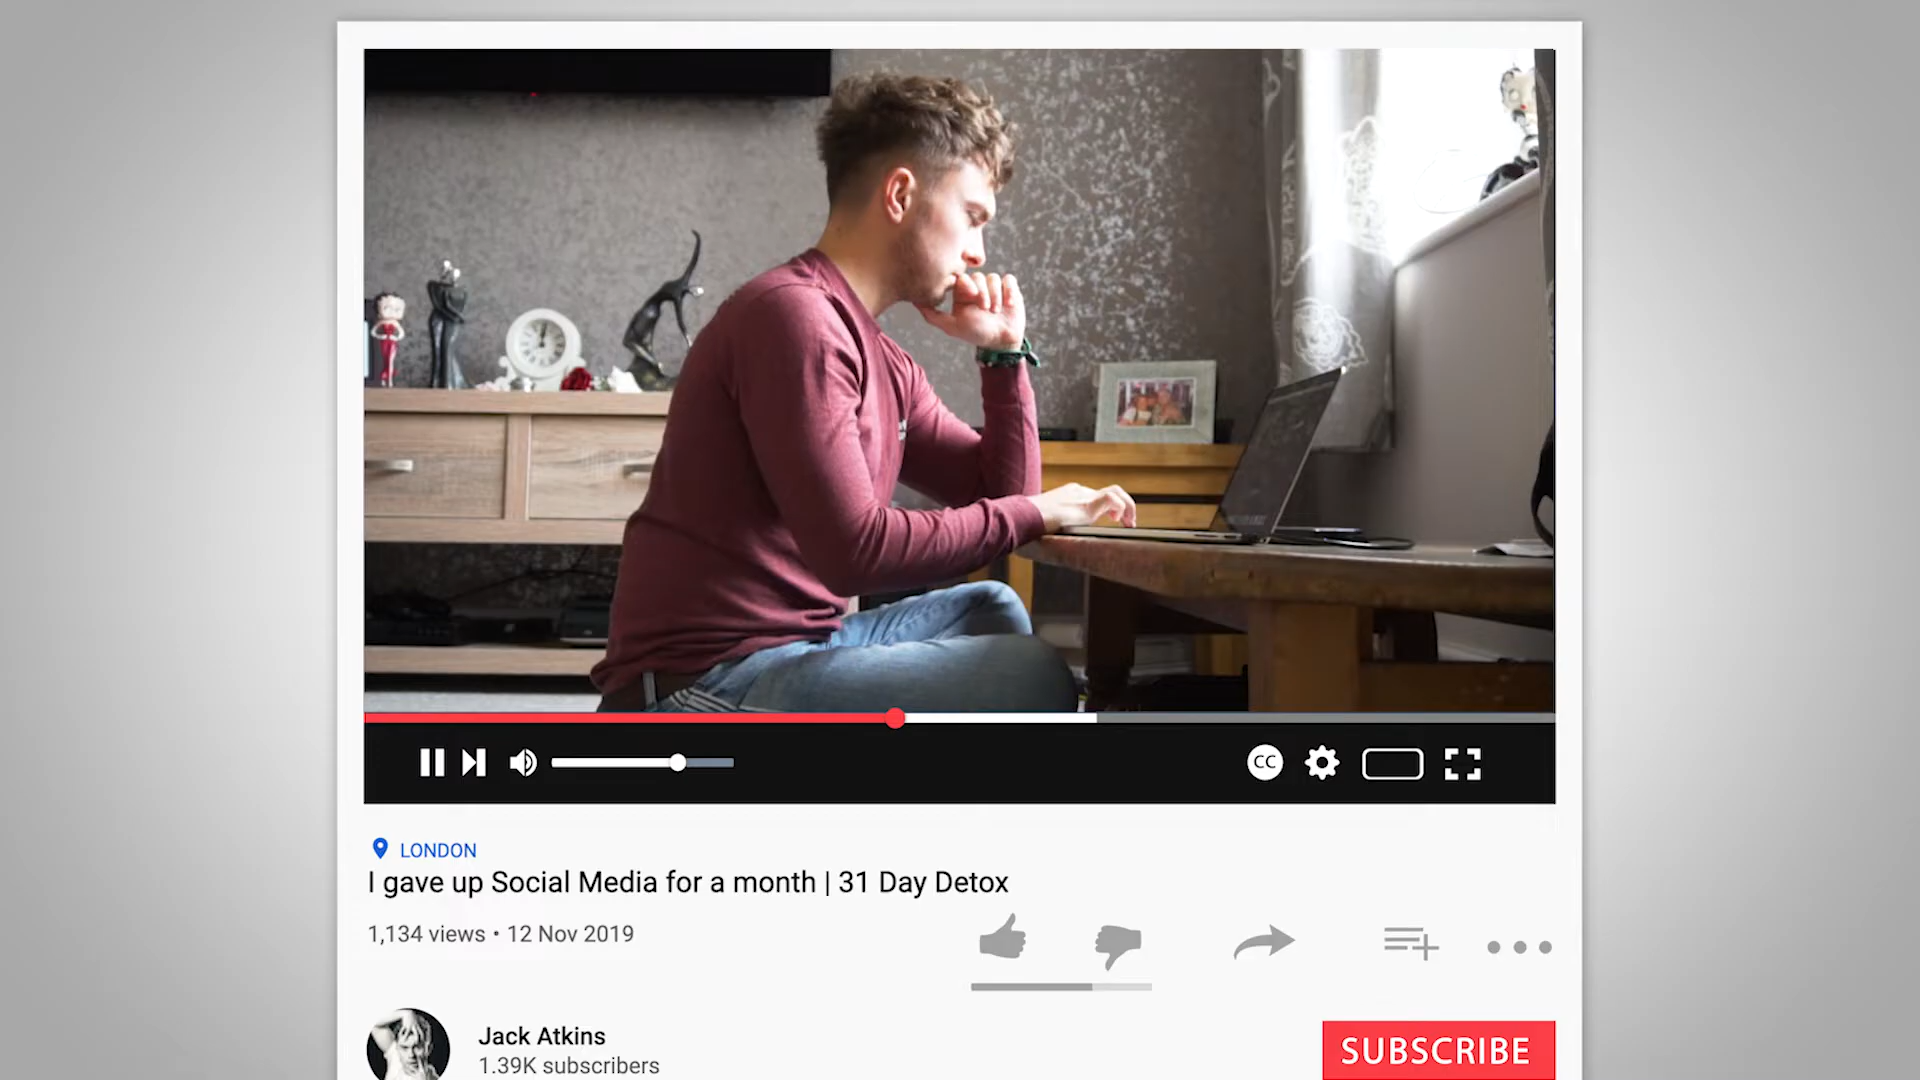 CC
LONDON
I gave up Social Media for a month | 31 Day Detox
1,134 views • 12 Nov 2019
Jack Atkins
1.39K subscribers
SUBSCRIBE